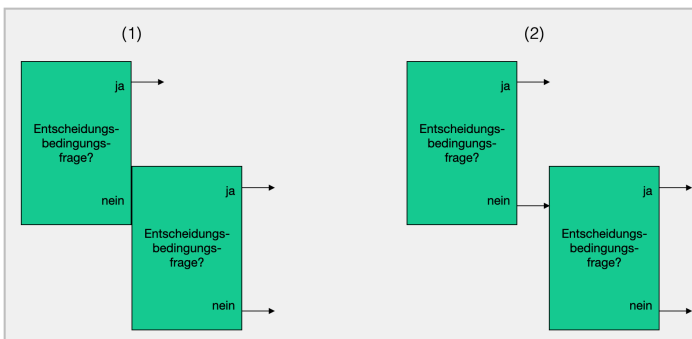 (1)
ja
Entscheidungs-
bedingungs-
frage?
nein
ja
Entscheidungs-
bedingungs-
frage?
nein
(2)
ja
Entscheidungs-
bedingungs-
frage?
nein
ja
Entscheidungs-
bedingungs-
frage?
nein